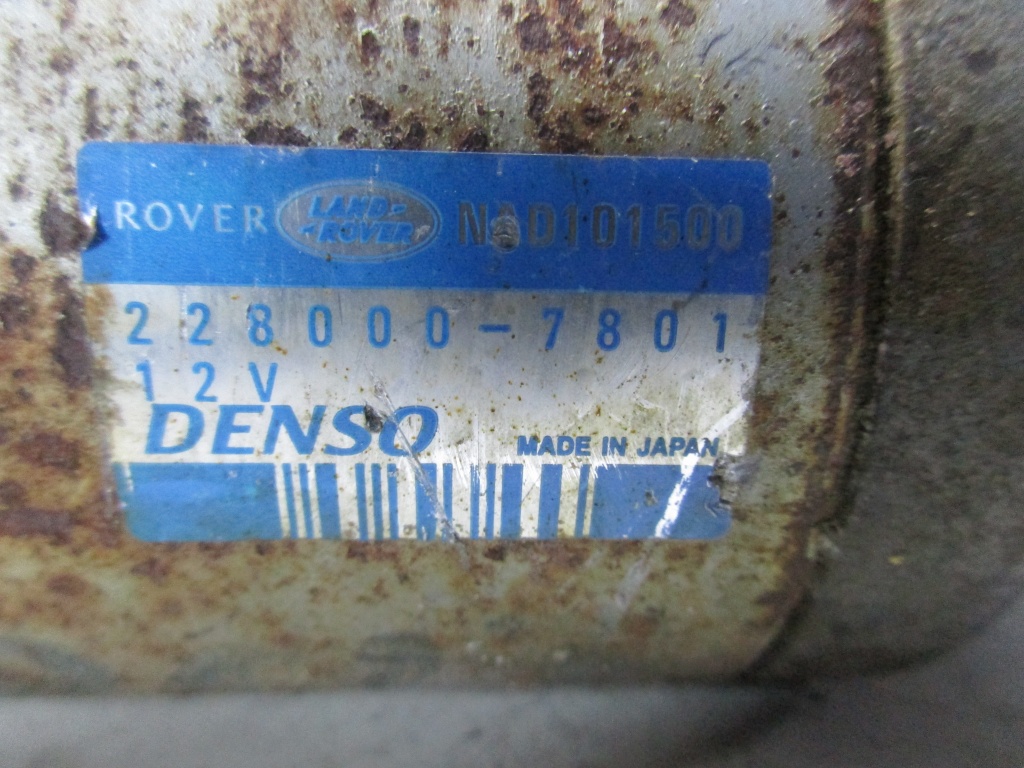 ROVER LAND ROVER NAD101500
228000-7801
12V
DENSO MADE IN JAPAN